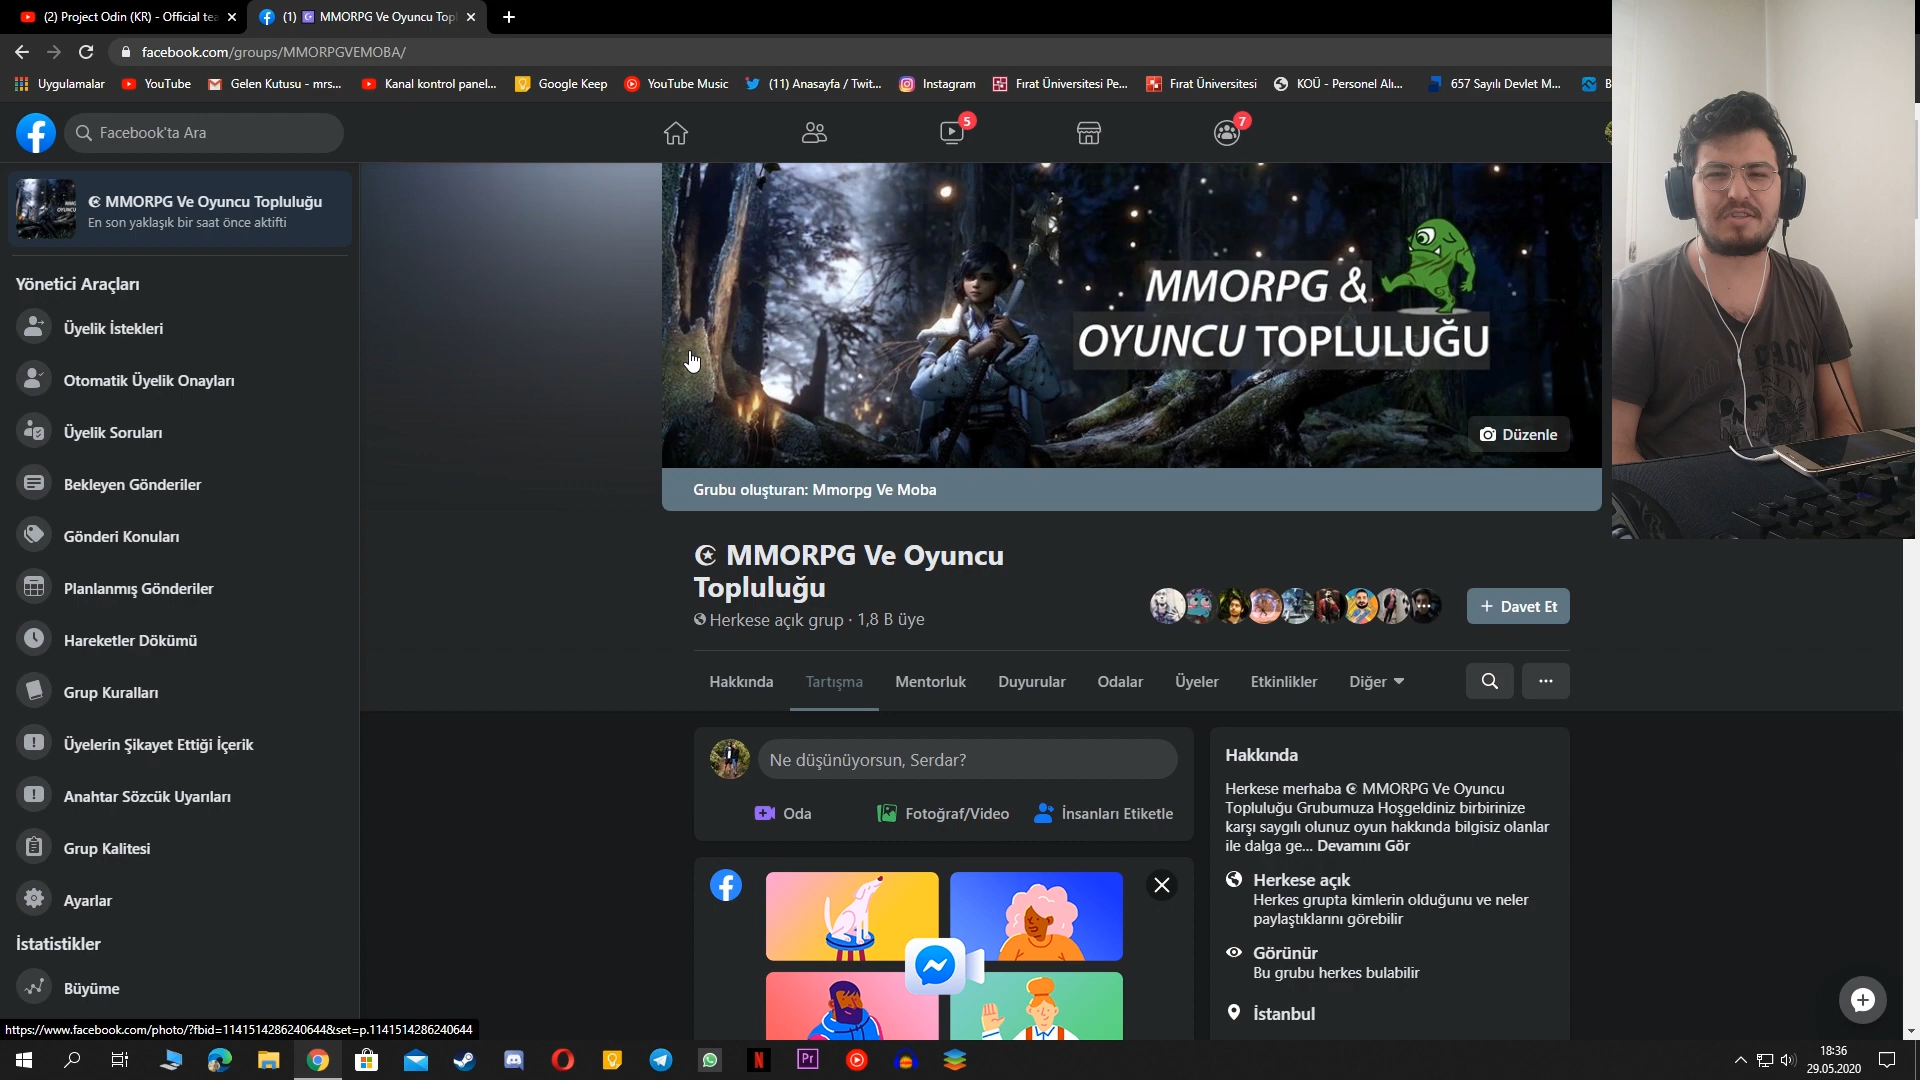 (2) Project Odin (KR) - Official tea
(1) MMORPG Ve Oyuncu Topl
facebook.com/groups/MMORPGVEMOBA/
Uygulamalar
YouTube
Gelen Kutusu - mrs...
Kanal kontrol panel...
Google Keep
YouTube Music
(11) Anasayfa / Twit...
Instagram
Fırat Üniversitesi Pe...
Fırat Üniversitesi
KOÜ - Personel Alı...
657 Sayılı Devlet M...
B
Facebook'ta Ara
5
7
MMORPG Ve Oyuncu Topluluğu
En son yaklaşık bir saat önce aktifti
Yönetici Araçları
Üyelik İstekleri
Otomatik Üyelik Onayları
Üyelik Soruları
Bekleyen Gönderiler
Gönderi Konuları
Planlanmış Gönderiler
Hareketler Dökümü
Grup Kuralları
Üyelerin Şikayet Ettiği İçerik
Anahtar Sözcük Uyarıları
Grup Kalitesi
Ayarlar
İstatistikler
Büyüme
https://www.facebook.com/photo/?fbid=1141514286240644&set=p.1141514286240644
MMORPG &
OYUNCU TOPLULUĞU
Düzenle
Grubu oluşturan: Mmorpg Ve Moba
MMORPG Ve Oyuncu
Topluluğu
Herkese açık grup · 1,8 B üye
+ Davet Et
Hakkında
Tartışma
Mentorluk
Duyurular
Odalar
Üyeler
Etkinlikler
Diğer
Ne düşünüyorsun, Serdar?
Oda
Fotoğraf/Video
İnsanları Etiketle
Hakkında
Herkese merhaba MMORPG Ve Oyuncu
Topluluğu Grubumuza Hoşgeldiniz birbirinize
karşı saygılı olunuz oyun hakkında bilgisiz olanlar
ile dalga ge... Devamını Gör
Herkese açık
Herkes grupta kimlerin olduğunu ve neler
paylaştıklarını görebilir
Görünür
Bu grubu herkes bulabilir
İstanbul
18:36
29.05.2020